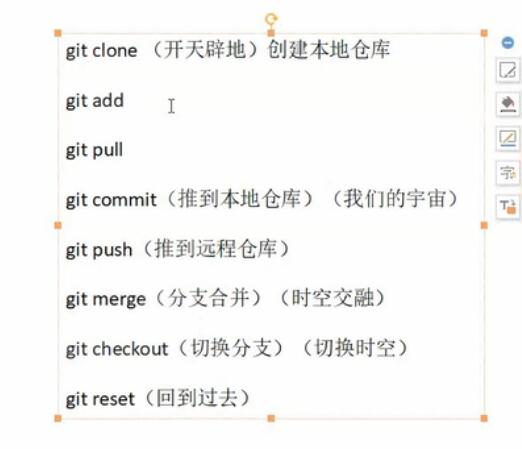 git clone （开天辟地）创建本地仓库
git add
git pull
git commit（推到本地仓库）（我们的宇宙）
git push（推到远程仓库）
git merge（分支合并）（时空交融）
git checkout（切换分支）（切换时空）
git reset（回到过去）